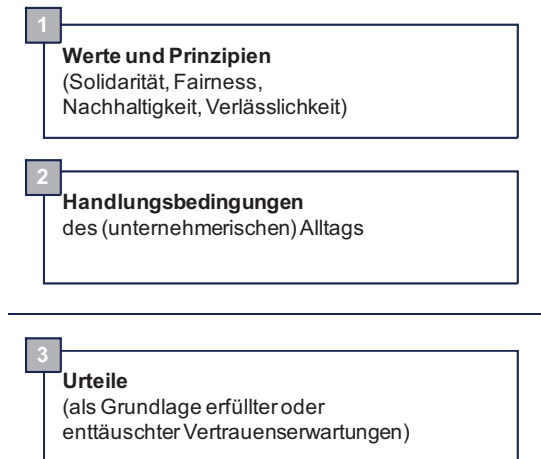 1
Werte und Prinzipien
(Solidarität, Fairness,
Nachhaltigkeit, Verlässlichkeit)
2
Handlungsbedingungen
des (unternehmerischen) Alltags
3
Urteile
(als Grundlage erfüllter oder
enttäuschter Vertrauenserwartungen)